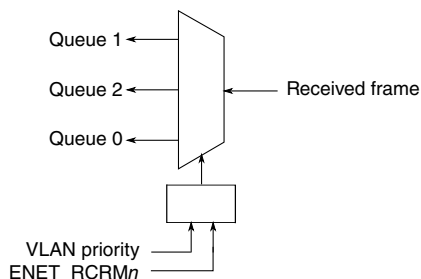 Queue 1
Queue 2
Received frame
Queue 0
VLAN priority
ENET_RCRMn